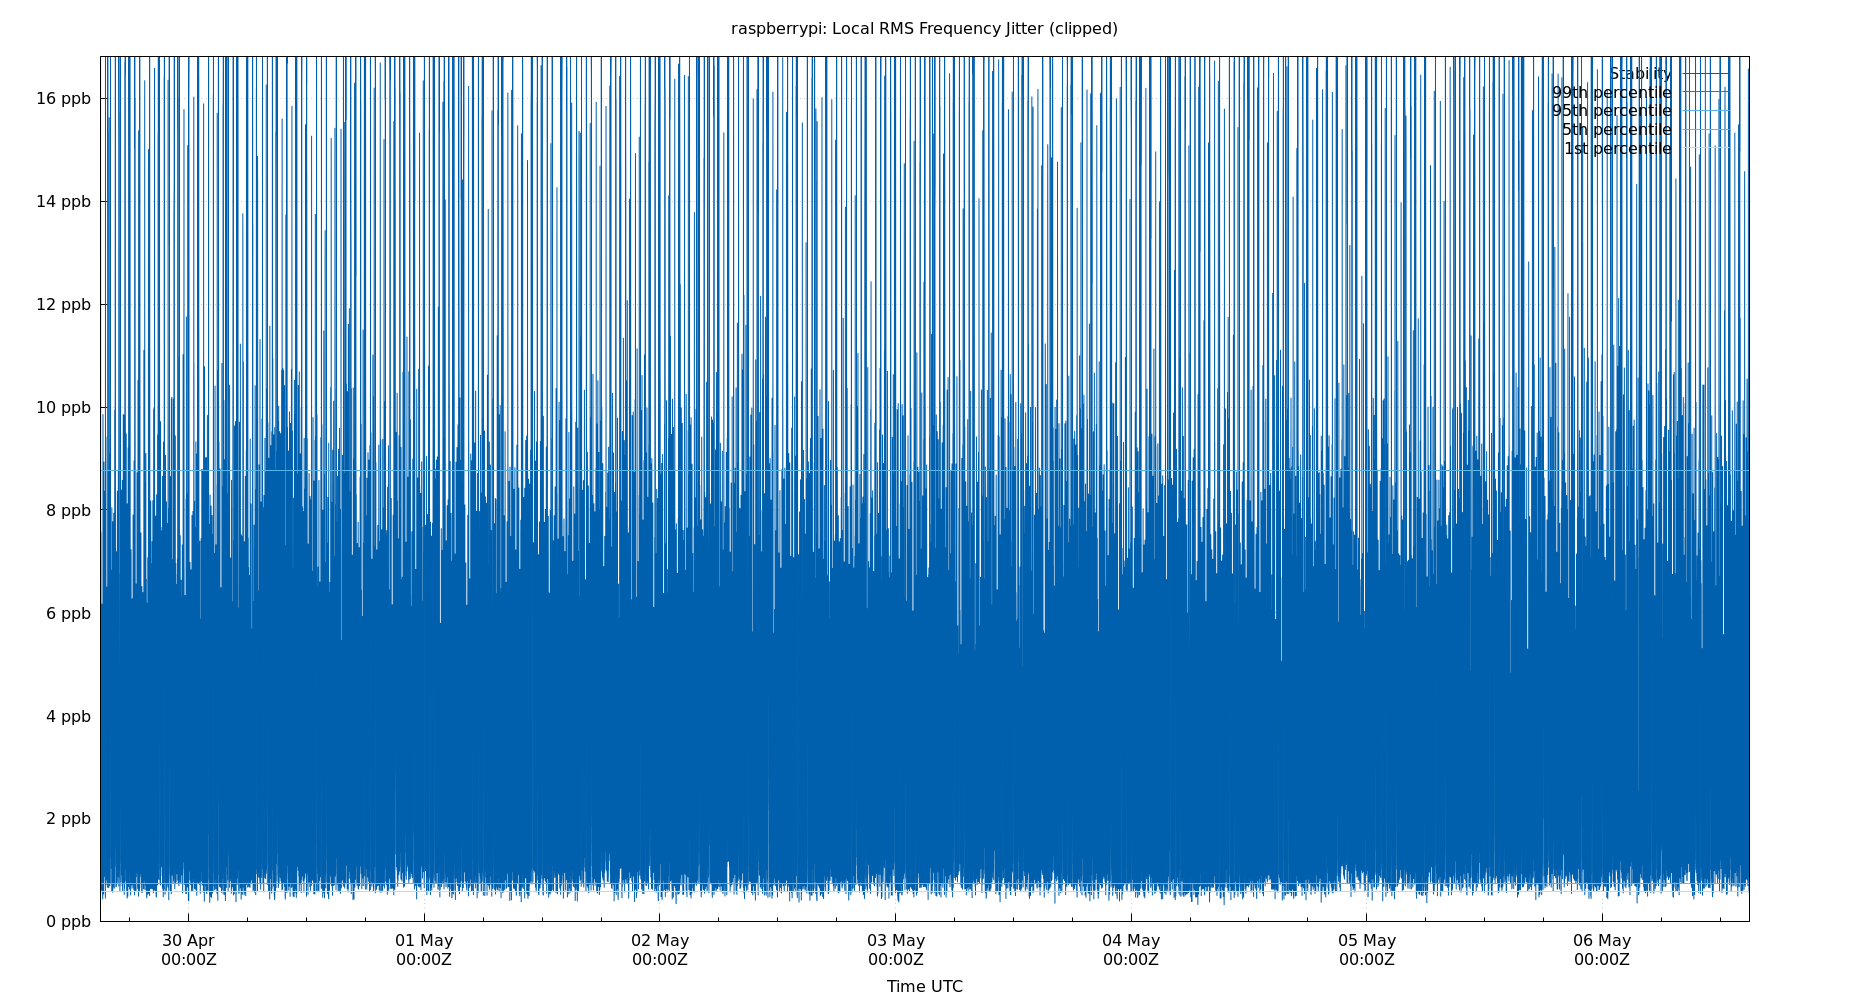 raspberrypi: Local RMS Frequency Jitter (clipped)
Stability
99th percentile
95th percentile
5th percentile
1st percentile
16 ppb
14 ppb
12 ppb
10 ppb
8 ppb
6 ppb
4 ppb
2 ppb
0 ppb
30 Apr 01 May 02 May 03 May 04 May 05 May 06 May
00:00Z 00:00Z 00:00Z 00:00Z 00:00Z 00:00Z 00:00Z
Time UTC